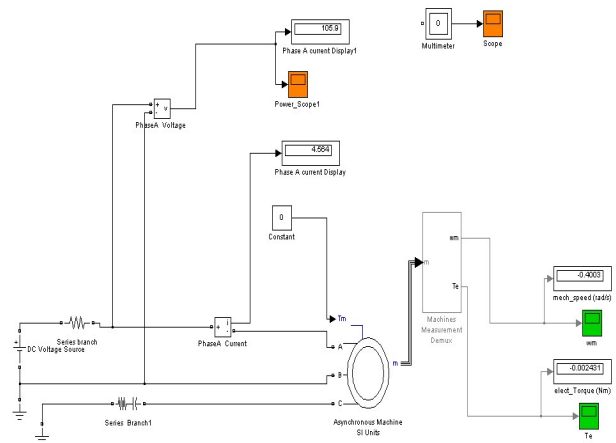 105.9
Phase A current Display1
0
Multimeter
Scope
Power_Scope1
+
-
v
PhaseA Voltage
4.564
Phase A current Display
0
Constant
m
wm
Te
Machines
Measurement
Demux
-0.4003
mech_speed (rad/s)
wm
Series branch
+
DC Voltage Source
+
-
i
PhaseA Current
Tm
A
B
C
m
Asynchronous Machine
SI Units
Series Branch1
-0.002431
elect_Torque (Nm)
Te